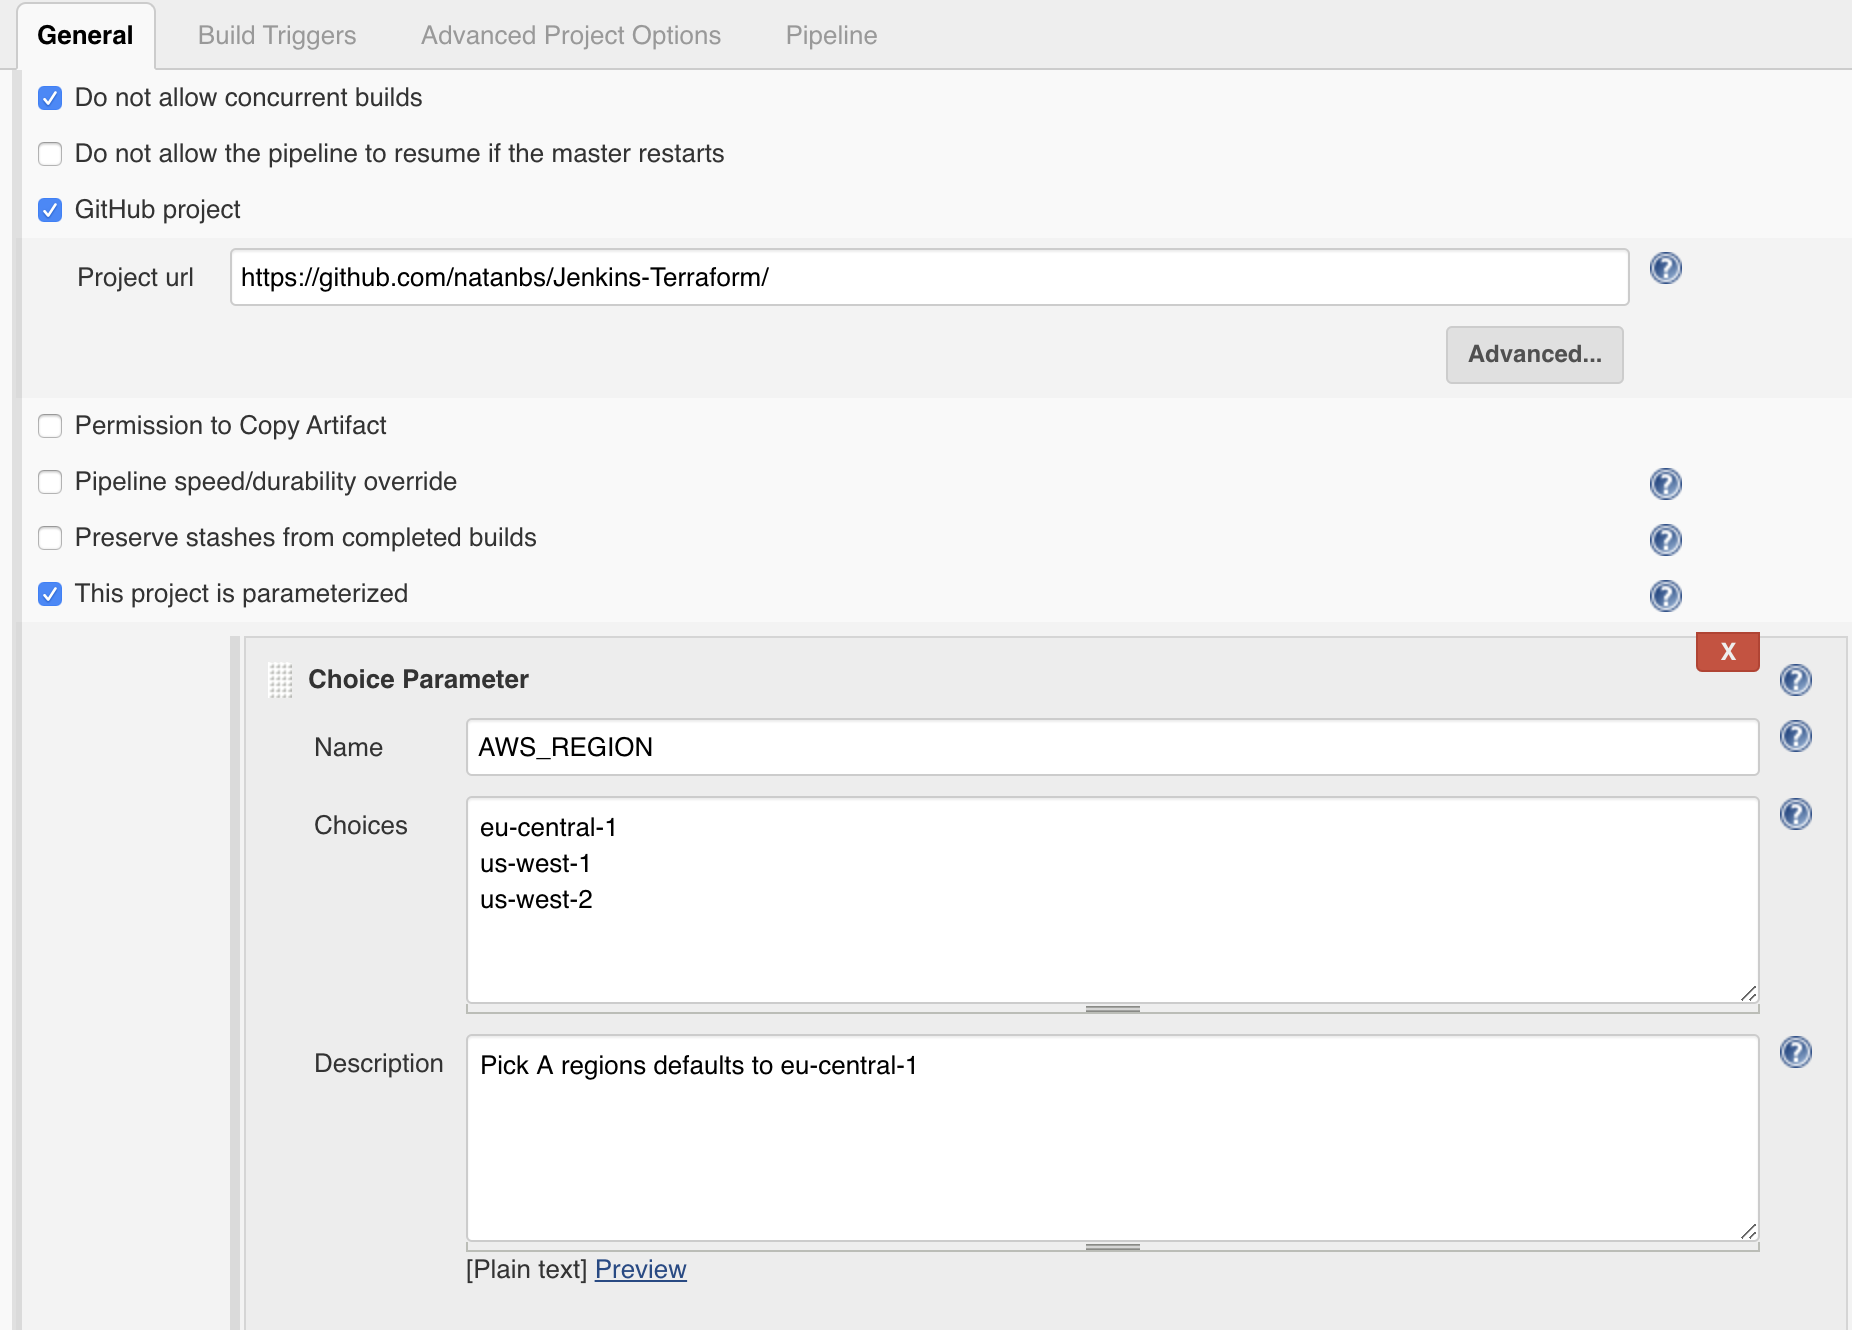 General Build Triggers Advanced Project Options Pipeline
Do not allow concurrent builds
Do not allow the pipeline to resume if the master restarts
GitHub project
Project url https://github.com/natanbs/Jenkins-Terraform/
Advanced...
Permission to Copy Artifact
Pipeline speed/durability override
Preserve stashes from completed builds
This project is parameterized
X
Choice Parameter
Name AWS_REGION
Choices eu-central-1
us-west-1
us-west-2
Description Pick A regions defaults to eu-central-1
[Plain text] Preview